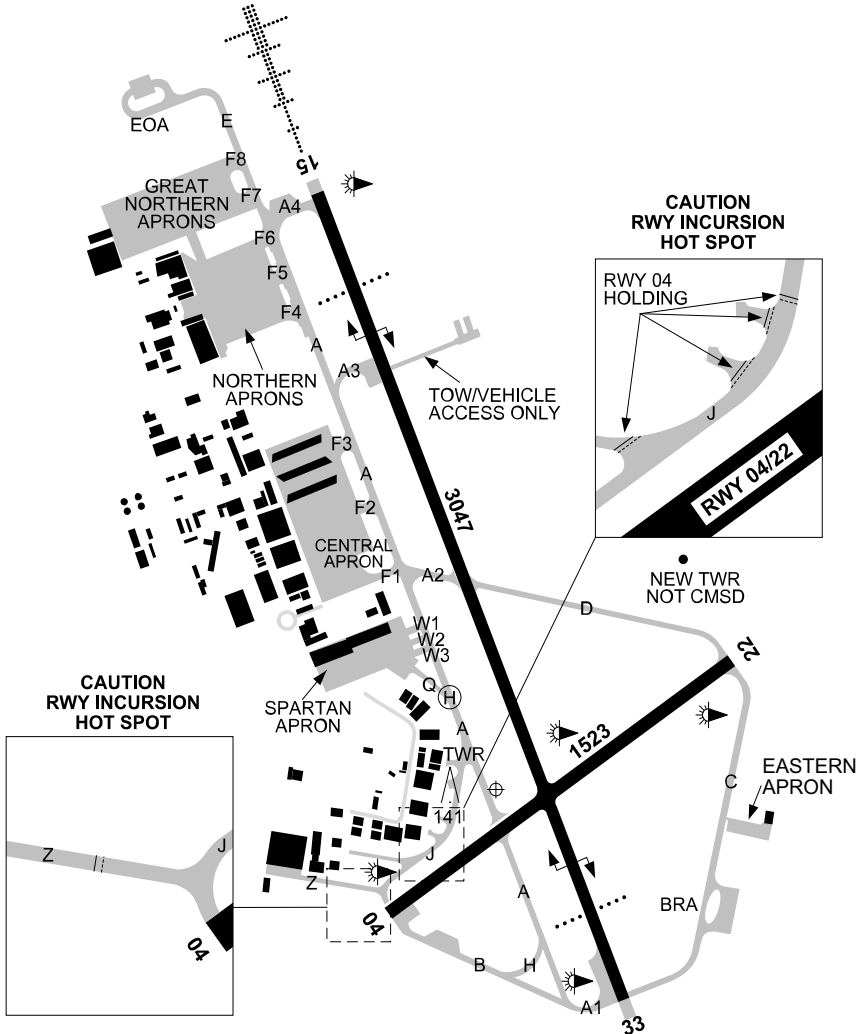 EOA
E
F8
15
GREAT
NORTHERN
APRONS
F7
A4
F6
F5
F4
A
A3
NORTHERN
APRONS
TOW/VEHICLE
ACCESS ONLY
CAUTION
RWY INCURSION
HOT SPOT
RWY 04
HOLDING
J
RWY 04/22
F3
A
F2
3047
CENTRAL
APRON
F1
A2
NEW TWR
NOT CMSD
D
W1
W2
W3
22
Q
H
SPARTAN
APRON
A
TWR
1523
141
C
EASTERN
APRON
J
CAUTION
RWY INCURSION
HOT SPOT
Z
J
04
Z
04
A
BRA
B
H
A1
33